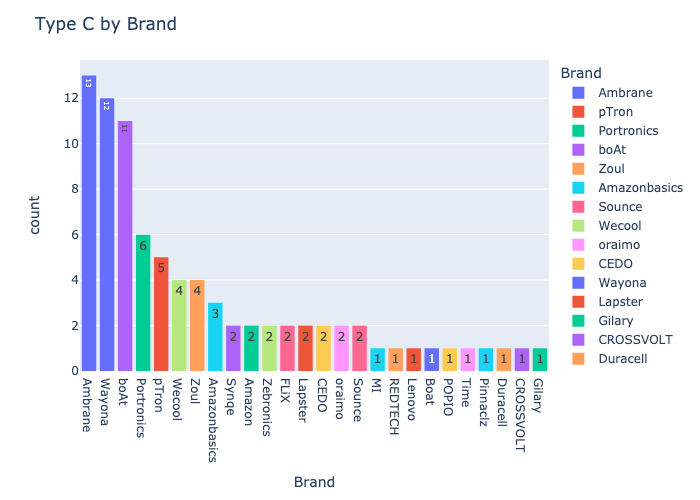 Type C by Brand
Brand
Ambrane
pTron
Portronics
boAt
Zoul
Amazonbasics
Sounce
Wecool
oraimo
CEDO
Wayona
Lapster
Gilary
CROSSVOLT
Duracell
count
12
10
8
6
4
2
0
13
12
11
6
5
4
4
3
2
2
2
2
2
2
2
2
1
1
1
1
1
1
1
1
1
1
Ambrane
Wayona
boAt
Portronics
pTron
Wecool
Zoul
Amazonbasics
Synqe
Amazon
Zebronics
FLiX
Lapster
CEDO
oraimo
Sounce
MI
REDTECH
Lenovo
Boat
POPIO
Time
Pinnaclz
Duracell
CROSSVOLT
Gilary
Brand